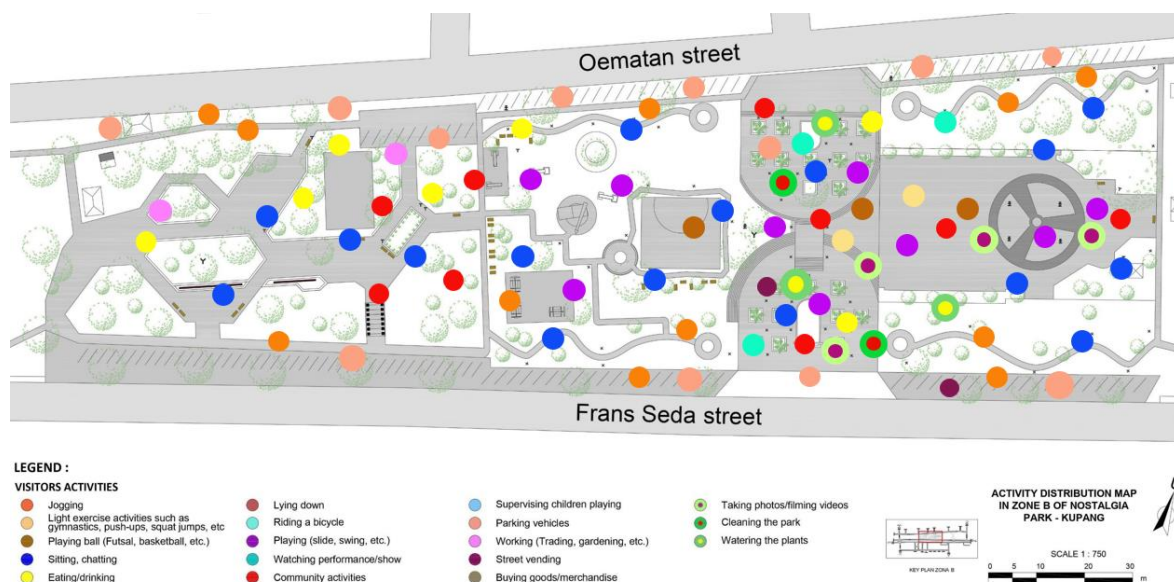 Oematan street
Frans Seda street
LEGEND :
VISITORS ACTIVITIES
Jogging
Light exercise activities such as
gymnastics, push-ups, squat jumps, etc
Playing ball (Futsal, basketball, etc.)
Sitting, chatting
Eating/drinking
Lying down
Riding a bicycle
Playing (slide, swing, etc.)
Watching performance/show
Community activities
Supervising children playing
Parking vehicles
Working (Trading, gardening, etc.)
Street vending
Buying goods/merchandise
Taking photos/filming videos
Cleaning the park
Watering the plants
KEY PLAN ZONA B
ACTIVITY DISTRIBUTION MAP
IN ZONE B OF NOSTALGIA
PARK - KUPANG
SCALE 1 : 750
0 5 10 20 30
m